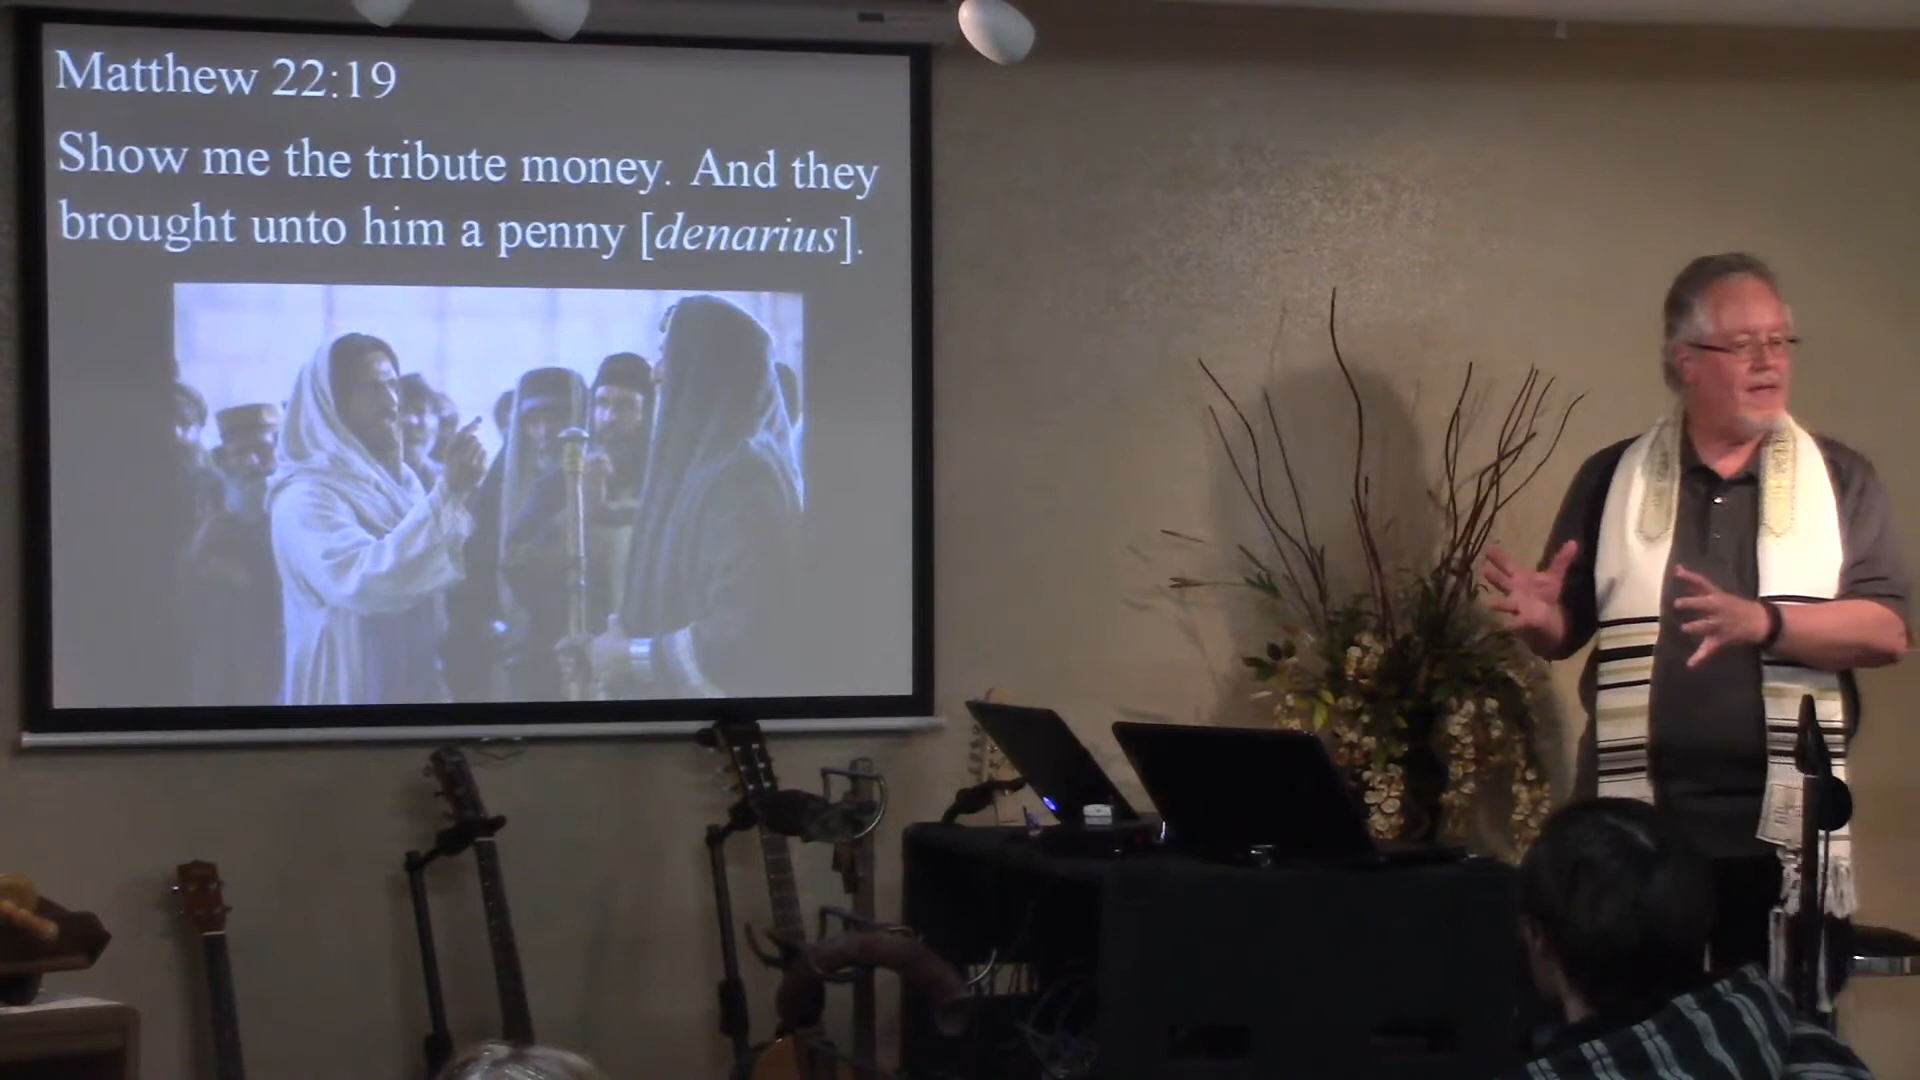 Matthew 22:19
Show me the tribute money. And they
brought unto him a penny [denarius].